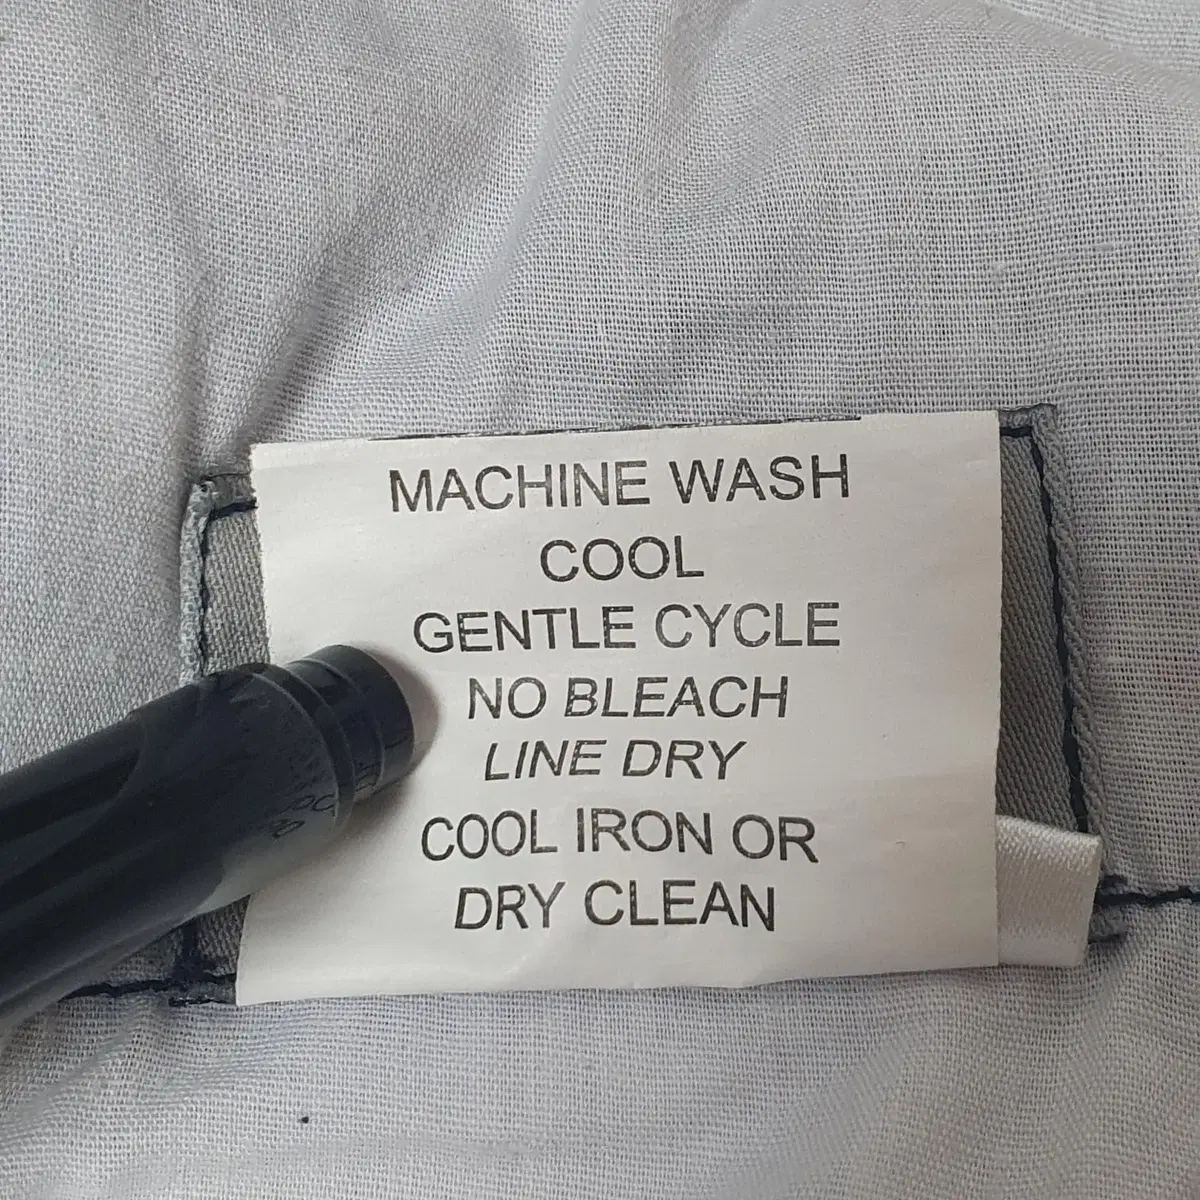 MACHINE WASH
COOL
GENTLE CYCLE
NO BLEACH
LINE DRY
COOL IRON OR
DRY CLEAN